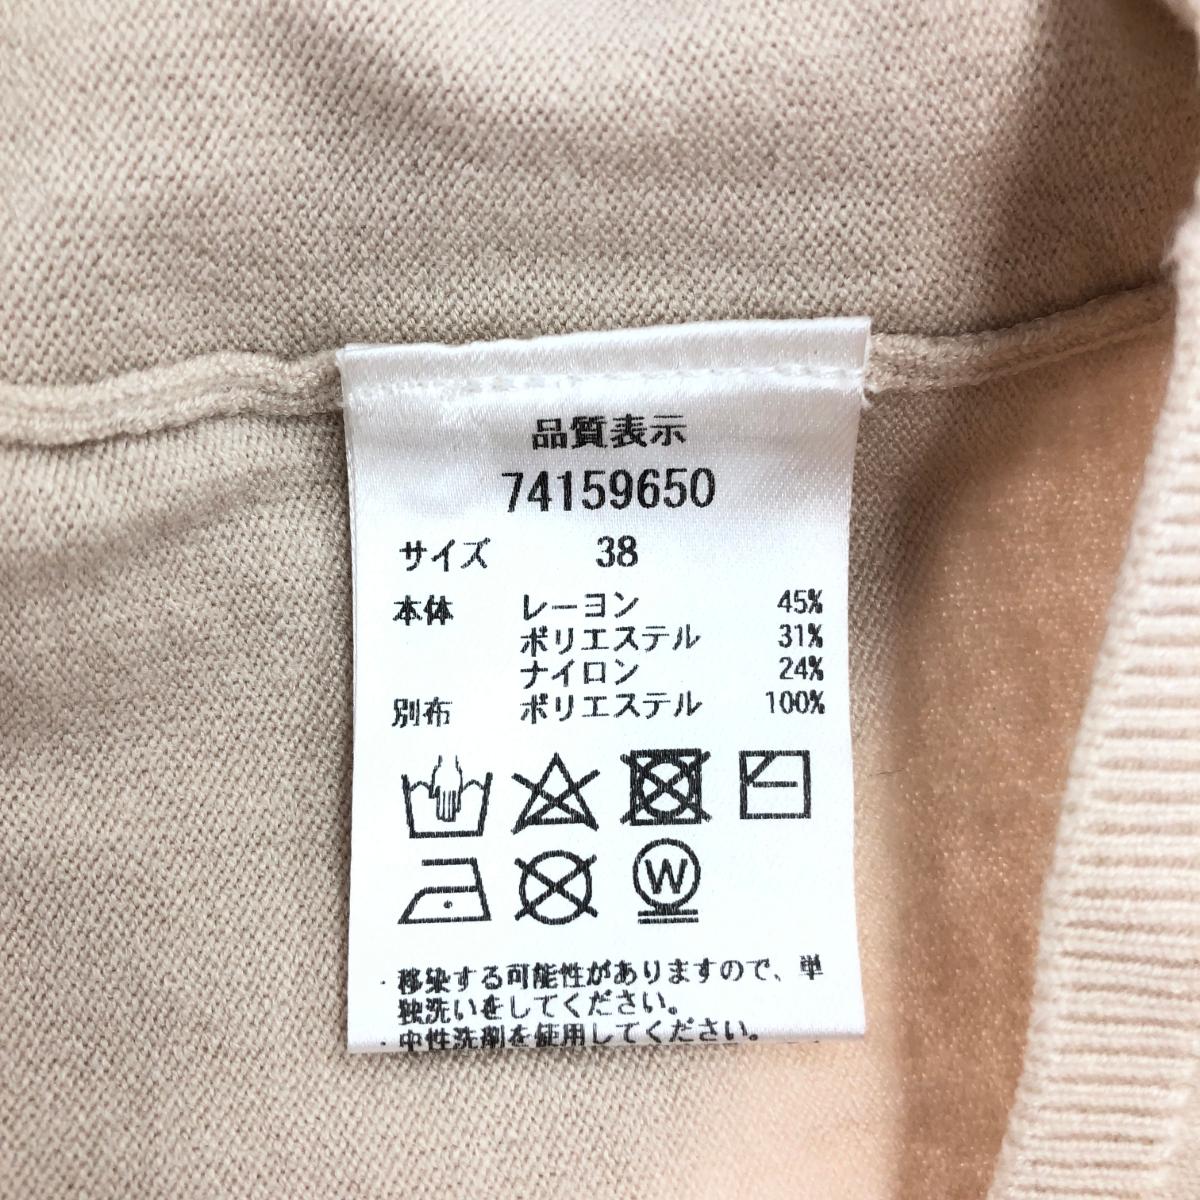 品質表示
74159650
サイズ 38
本体 レーヨン 45%
ポリエステル 31%
ナイロン 24%
別布 ポリエステル 100%
W
・移染する可能性がありますので、単
独洗いをしてください。
・中性洗剤を使用してください。